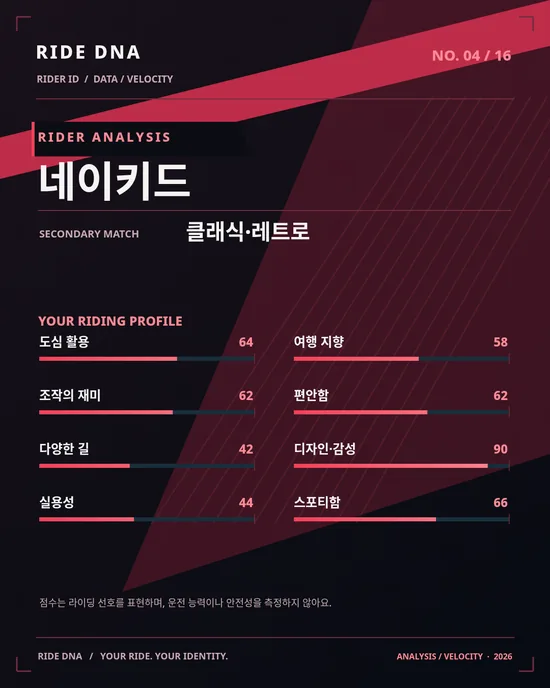 RIDE DNA
NO. 04 / 16
RIDER ID / DATA / VELOCITY
RIDER ANALYSIS
네이키드
SECONDARY MATCH 클래식·레트로
YOUR RIDING PROFILE
도심 활용 64 여행 지향 58
조작의 재미 62 편안함 62
다양한 길 42 디자인·감성 90
실용성 44 스포티함 66
점수는 라이딩 선호를 표현하며, 운전 능력이나 안전성을 측정하지 않아요.
RIDE DNA / YOUR RIDE. YOUR IDENTITY. ANALYSIS / VELOCITY · 2026